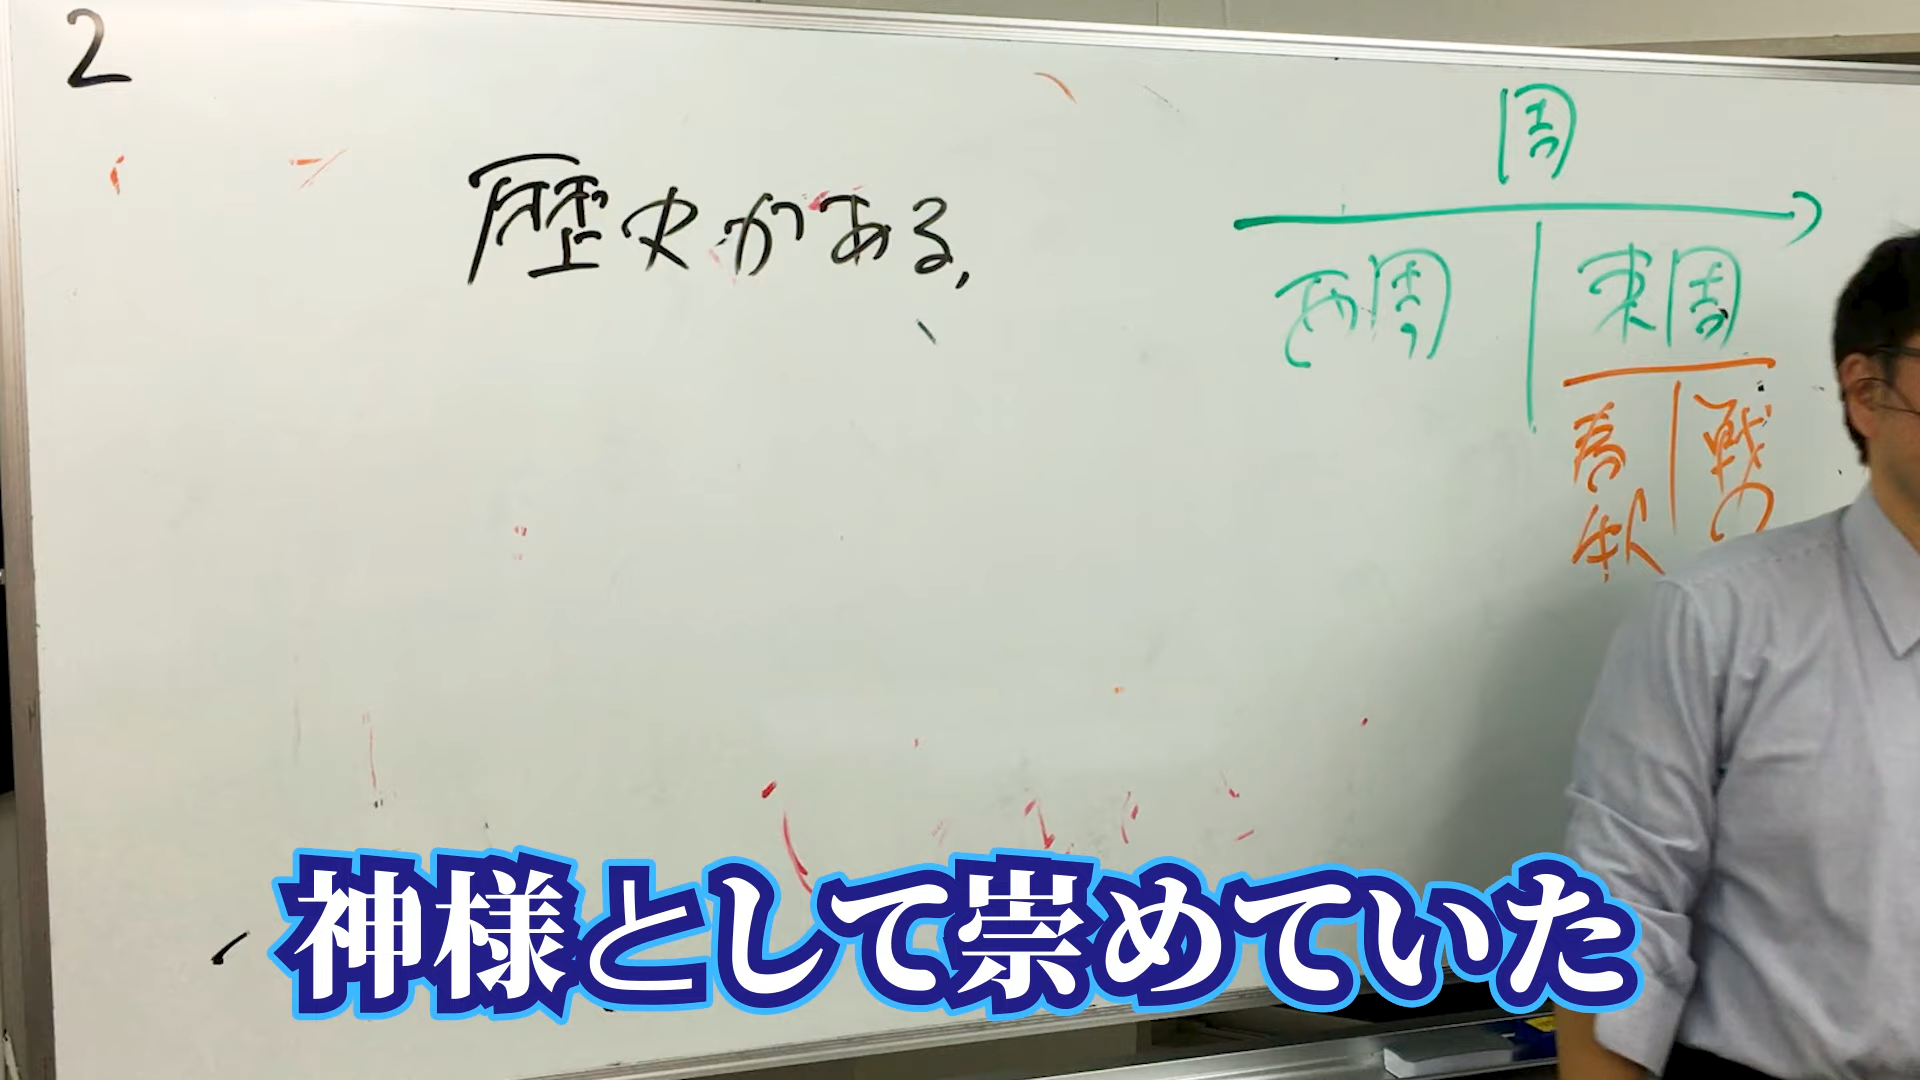 2
歴史がある、
周
西周
東周
春秋
戦
神様として崇めていた